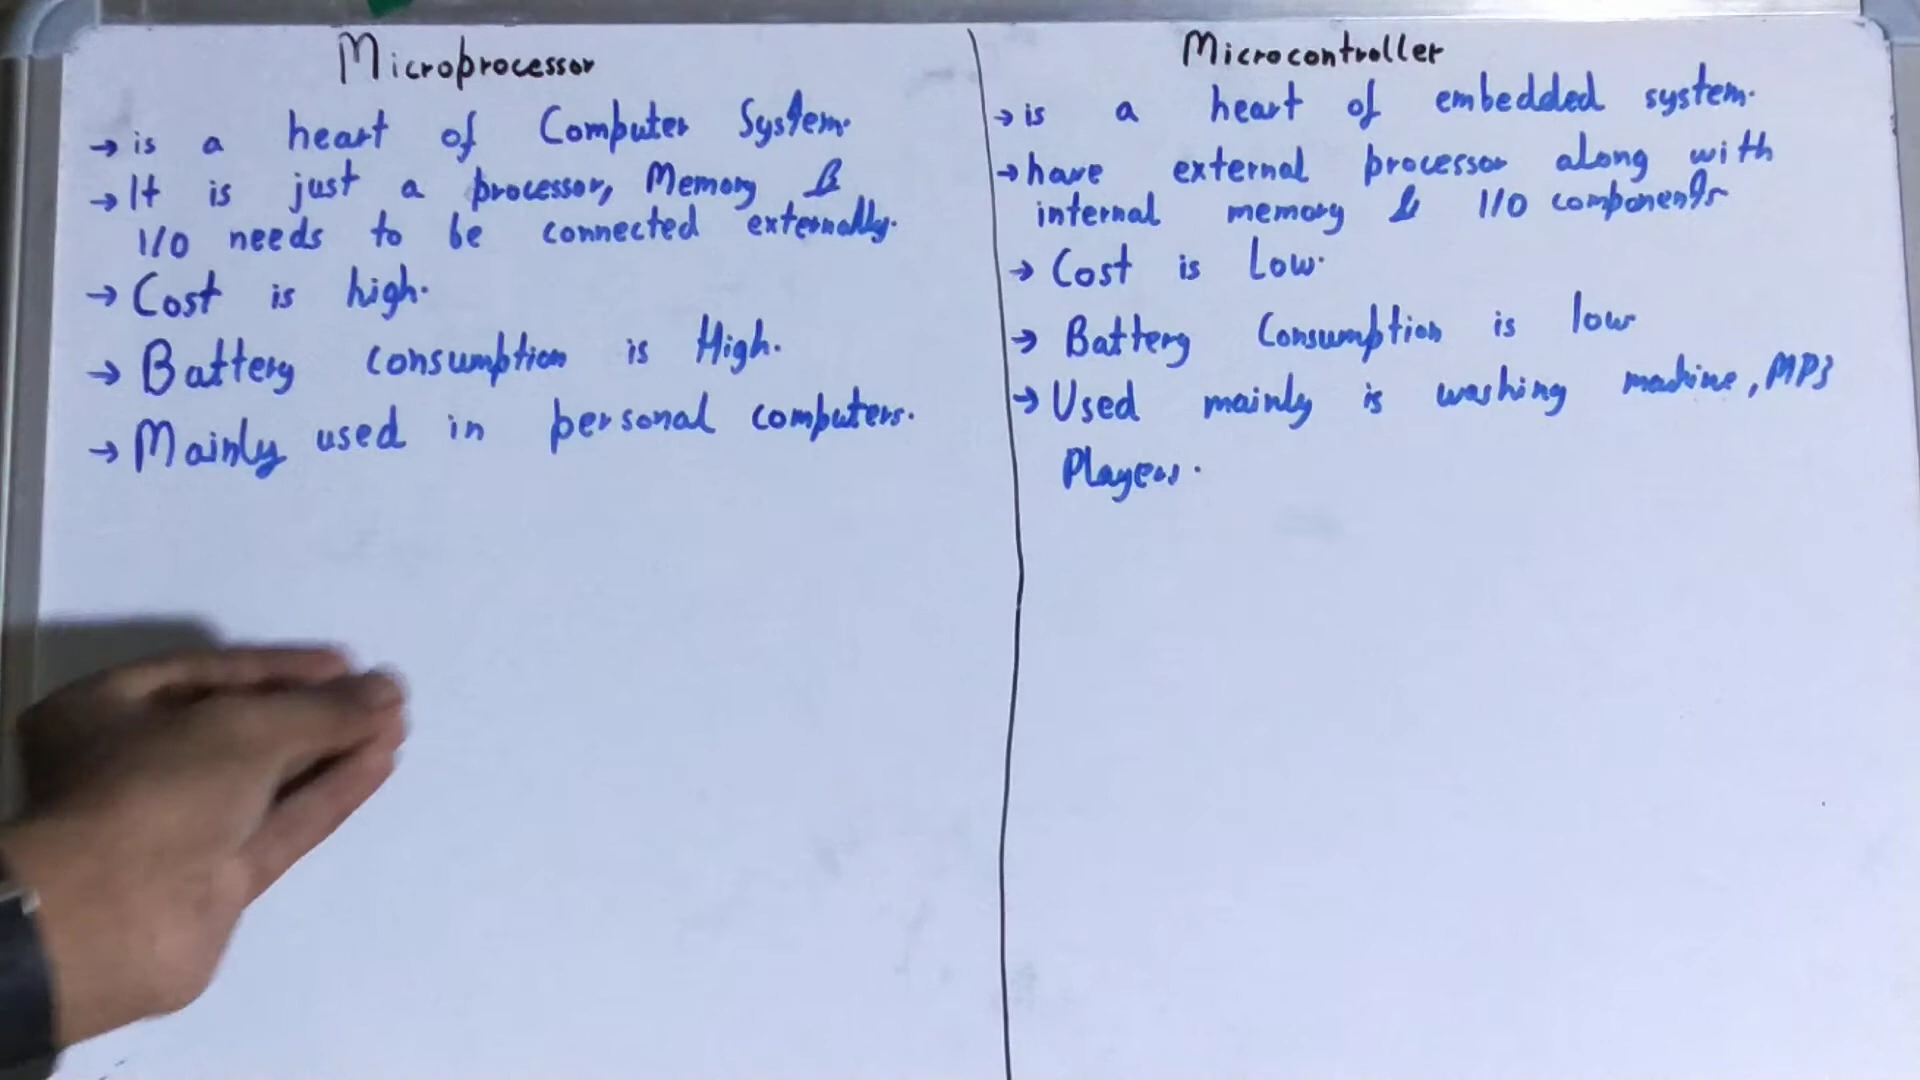 Microprocessor
→ is a heart of Computer System.
→ It is just a processor, Memory &
I/O needs to be connected externally.
→ Cost is high.
→ Battery consumption is High.
→ Mainly used in personal computers.
Microcontroller
→ is a heart of embedded system.
→ have external processor along with
internal memory & I/O components
→ Cost is Low.
→ Battery Consumption is low
→ Used mainly is washing machine, MP3
Players.